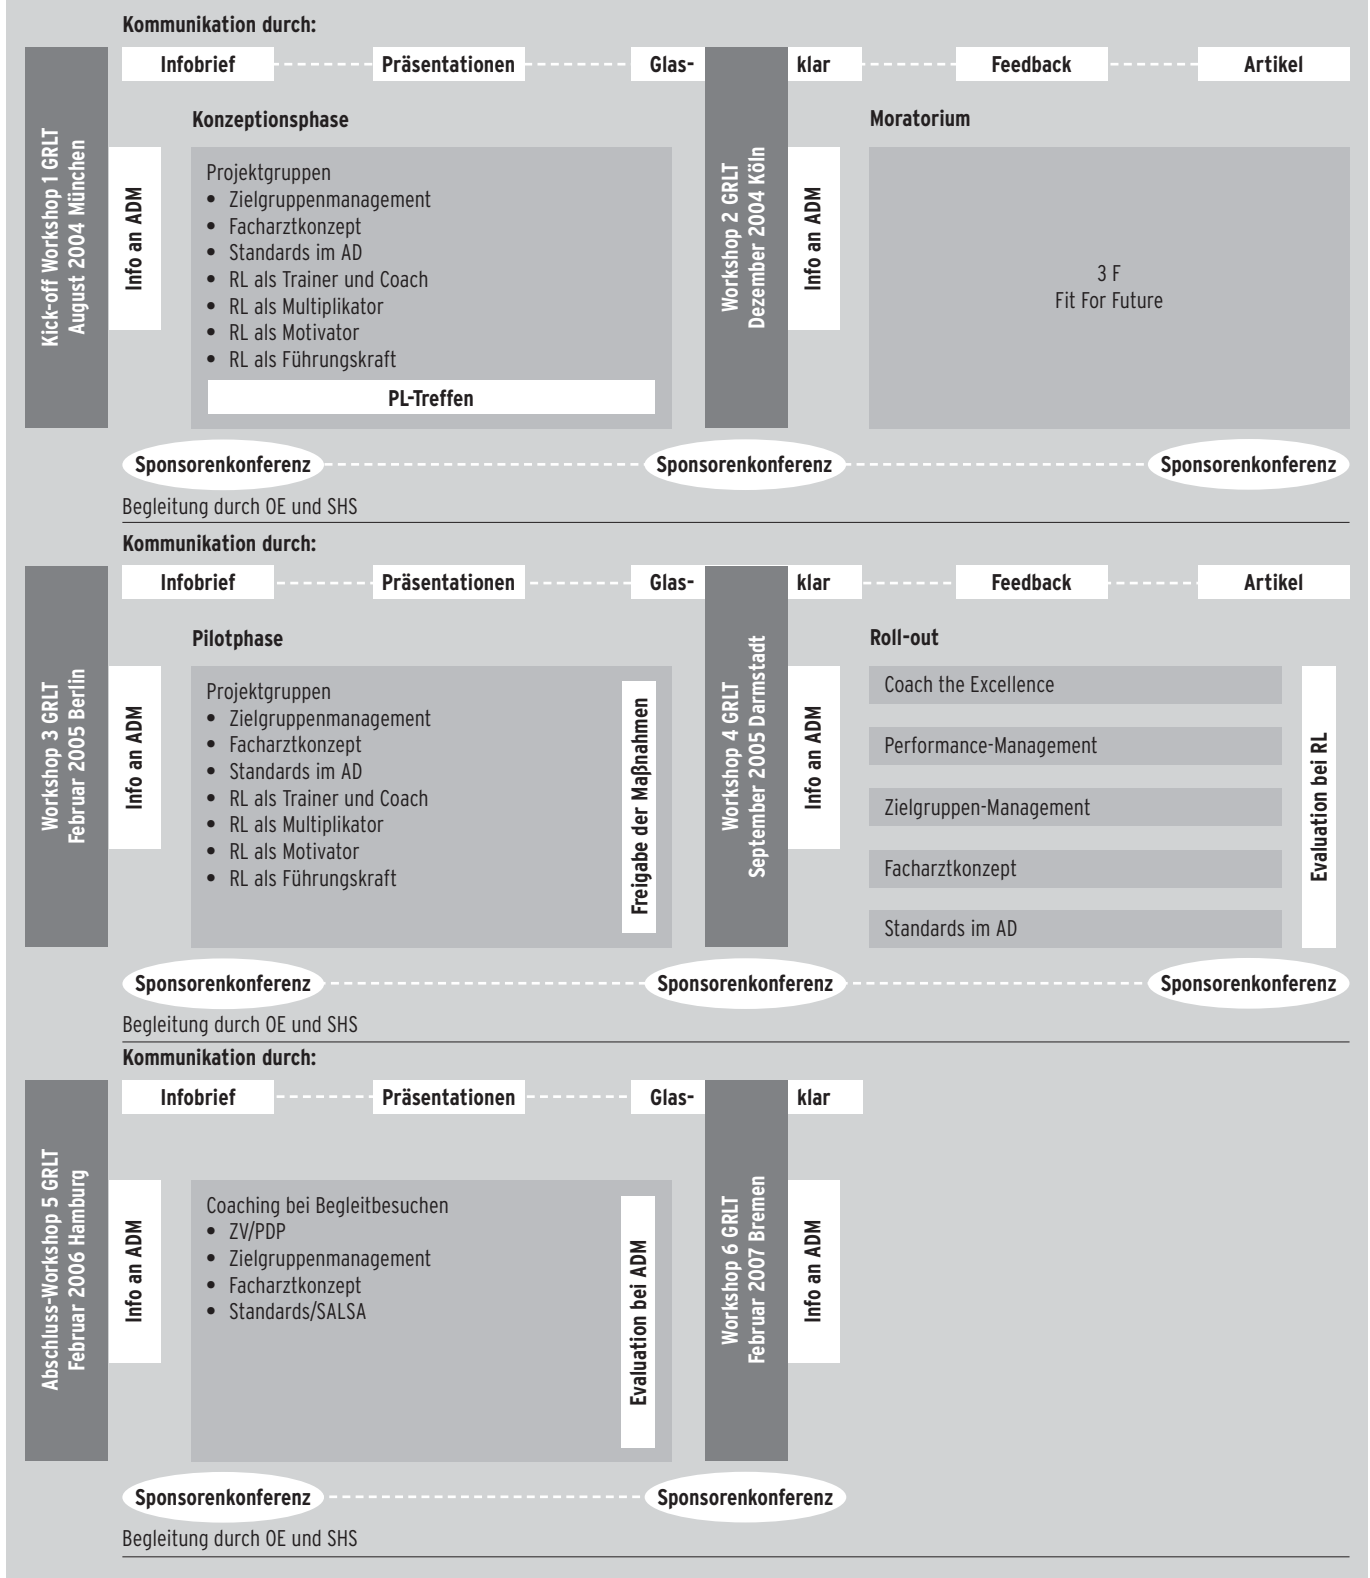 Kommunikation durch:
Infobrief
Präsentationen
Glas-
klar
Feedback
Artikel
Kick-off Workshop 1 GRLT
August 2004 München
Info an ADM
Konzeptionsphase
Projektgruppen
• Zielgruppenmanagement
• Facharztkonzept
• Standards im AD
• RL als Trainer und Coach
• RL als Multiplikator
• RL als Motivator
• RL als Führungskraft
PL-Treffen
Workshop 2 GRLT
Dezember 2004 Köln
Info an ADM
Moratorium
3 F
Fit For Future
Sponsorenkonferenz
Sponsorenkonferenz
Sponsorenkonferenz
Begleitung durch OE und SHS
Kommunikation durch:
Infobrief
Präsentationen
Glas-
klar
Feedback
Artikel
Workshop 3 GRLT
Februar 2005 Berlin
Info an ADM
Pilotphase
Projektgruppen
• Zielgruppenmanagement
• Facharztkonzept
• Standards im AD
• RL als Trainer und Coach
• RL als Multiplikator
• RL als Motivator
• RL als Führungskraft
Freigabe der Maßnahmen
Workshop 4 GRLT
September 2005 Darmstadt
Info an ADM
Roll-out
Coach the Excellence
Performance-Management
Zielgruppen-Management
Facharztkonzept
Standards im AD
Evaluation bei RL
Sponsorenkonferenz
Sponsorenkonferenz
Sponsorenkonferenz
Begleitung durch OE und SHS
Kommunikation durch:
Infobrief
Präsentationen
Glas-
klar
Abschluss-Workshop 5 GRLT
Februar 2006 Hamburg
Info an ADM
Coaching bei Begleitbesuchen
• ZV/PDP
• Zielgruppenmanagement
• Facharztkonzept
• Standards/SALSA
Evaluation bei ADM
Workshop 6 GRLT
Februar 2007 Bremen
Info an ADM
Sponsorenkonferenz
Sponsorenkonferenz
Begleitung durch OE und SHS